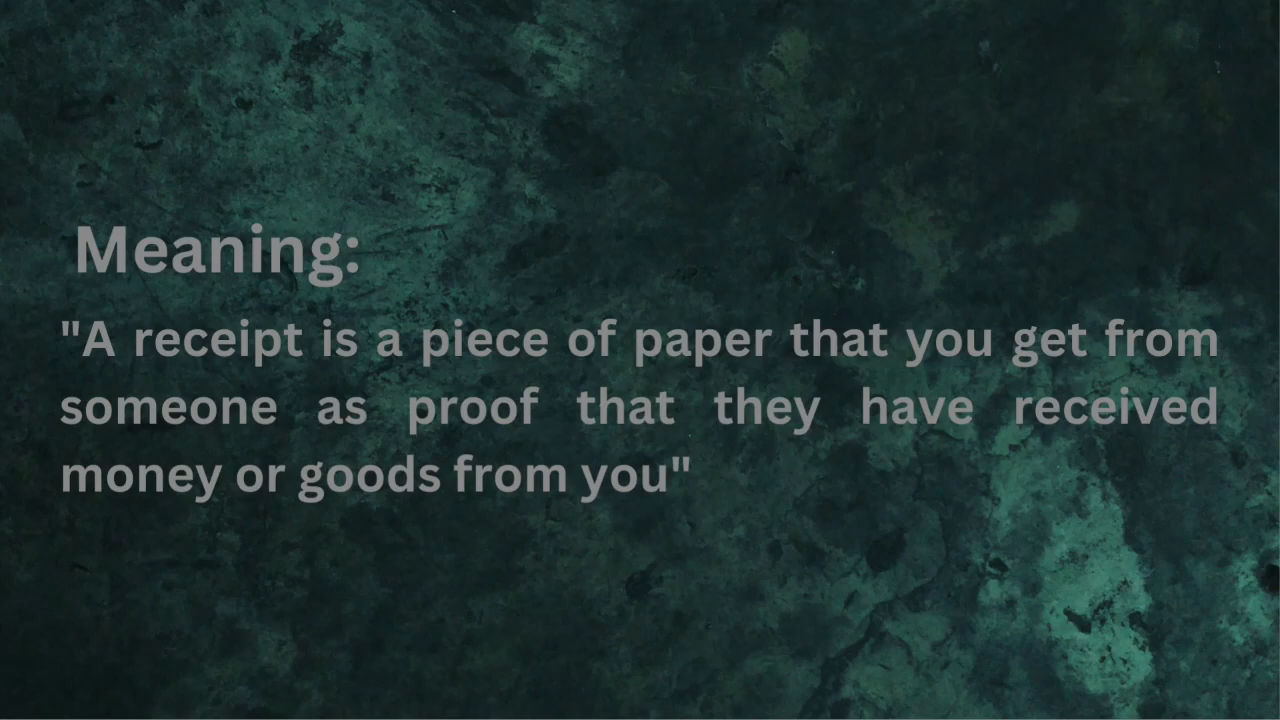 Meaning:
"A receipt is a piece of paper that you get from
someone as proof that they have received
money or goods from you"